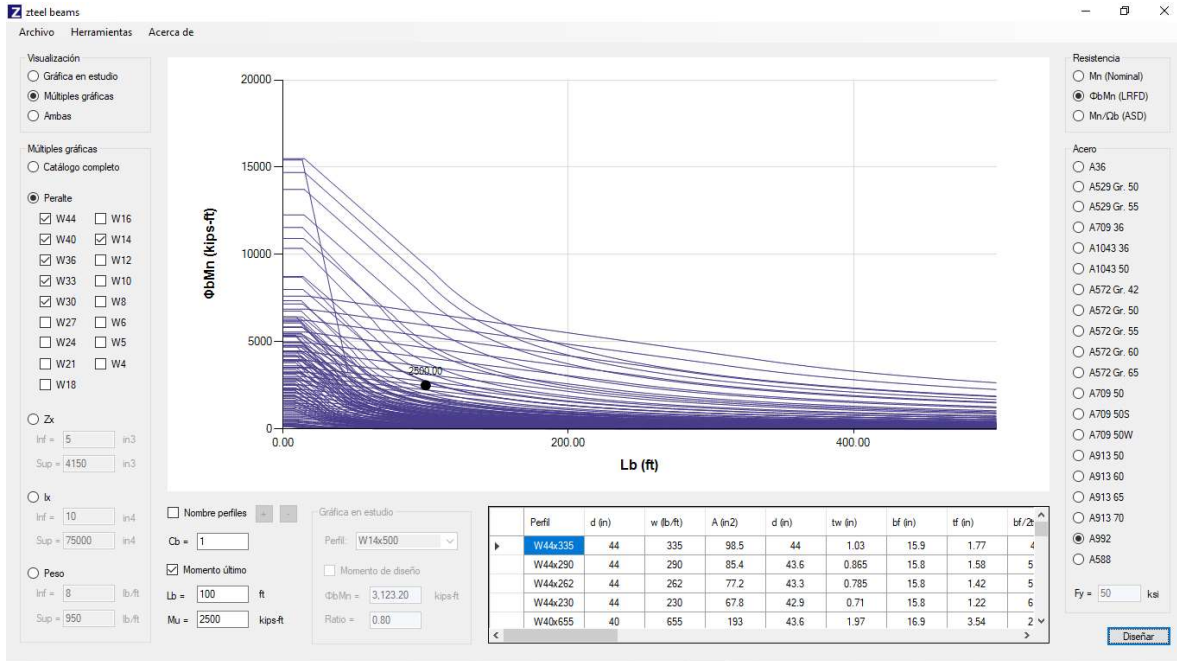 zteel beams
Archivo Herramientas Acerca de
Visualización
Gráfica en estudio
Múltiples gráficas
Ambas
Múltiples gráficas
Catálogo completo
Peralte
W44 W16
W40 W14
W36 W12
W33 W10
W30 W8
W27 W6
W24 W5
W21 W4
W18
Zx
Inf = 5 in3
Sup = 4150 in3
Ix
Inf = 10 in4
Sup = 75000 in4
Peso
Inf = 8 lb/ft
Sup = 950 lb/ft
20000
15000
10000
5000
0
ΦbMn (kips-ft)
2500.00
0.00 200.00 400.00
Lb (ft)
Nombre perfiles + -
Cb = 1
Momento último
Lb = 100 ft
Mu = 2500 kips-ft
Gráfica en estudio
Perfil: W14x500
Momento de diseño
ΦbMn = 3,123.20 kips-ft
Ratio = 0.80
Perfil d (in) w (lb/ft) A (in2) d (in) tw (in) bf (in) tf (in) bf/2t
W44x335 44 335 98.5 44 1.03 15.9 1.77 4
W44x290 44 290 85.4 43.6 0.865 15.8 1.58 5
W44x262 44 262 77.2 43.3 0.785 15.8 1.42 5
W44x230 44 230 67.8 42.9 0.71 15.8 1.22 6
W40x655 40 655 193 43.6 1.97 16.9 3.54 2
Resistencia
Mn (Nominal)
ΦbMn (LRFD)
Mn/Ωb (ASD)
Acero
A36
A529 Gr. 50
A529 Gr. 55
A709 36
A1043 36
A1043 50
A572 Gr. 42
A572 Gr. 50
A572 Gr. 55
A572 Gr. 60
A572 Gr. 65
A709 50
A709 50S
A709 50W
A913 50
A913 60
A913 65
A913 70
A992
A588
Fy = 50 ksi
Diseñar